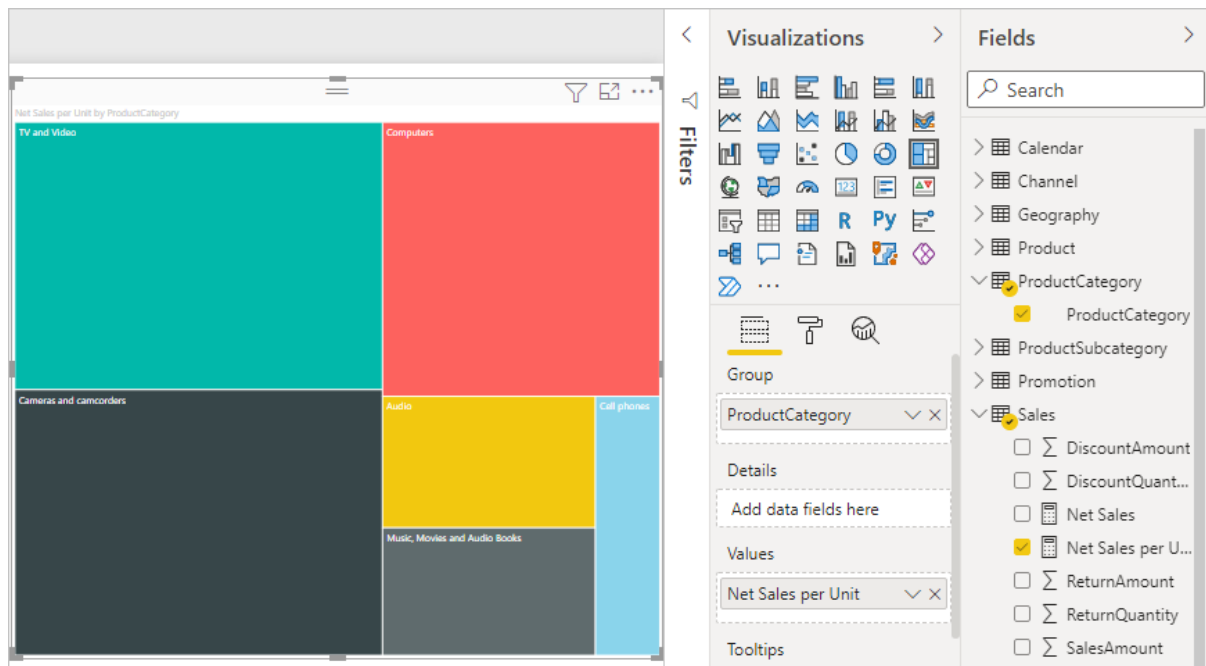 Net Sales per Unit by ProductCategory
TV and Video
Computers
Cameras and camcorders
Audio
Cell phones
Music, Movies and Audio Books
Filters
Visualizations
123
R
Py
Group
ProductCategory
Details
Add data fields here
Values
Net Sales per Unit
Tooltips
Fields
Search
Calendar
Channel
Geography
Product
ProductCategory
ProductCategory
ProductSubcategory
Promotion
Sales
DiscountAmount
DiscountQuant...
Net Sales
Net Sales per U...
ReturnAmount
ReturnQuantity
SalesAmount